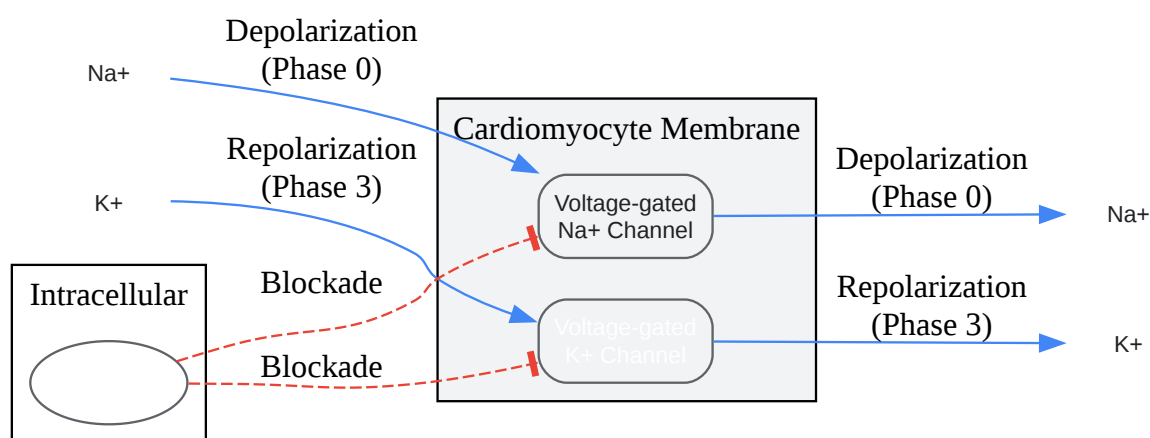 Depolarization
(Phase 0)
Na+
Cardiomyocyte Membrane
Repolarization
(Phase 3)
K+
Voltage-gated
Na+ Channel
Depolarization
(Phase 0)
Na+
Intracellular
Blockade
Voltage-gated
K+ Channel
Repolarization
(Phase 3)
K+
Blockade